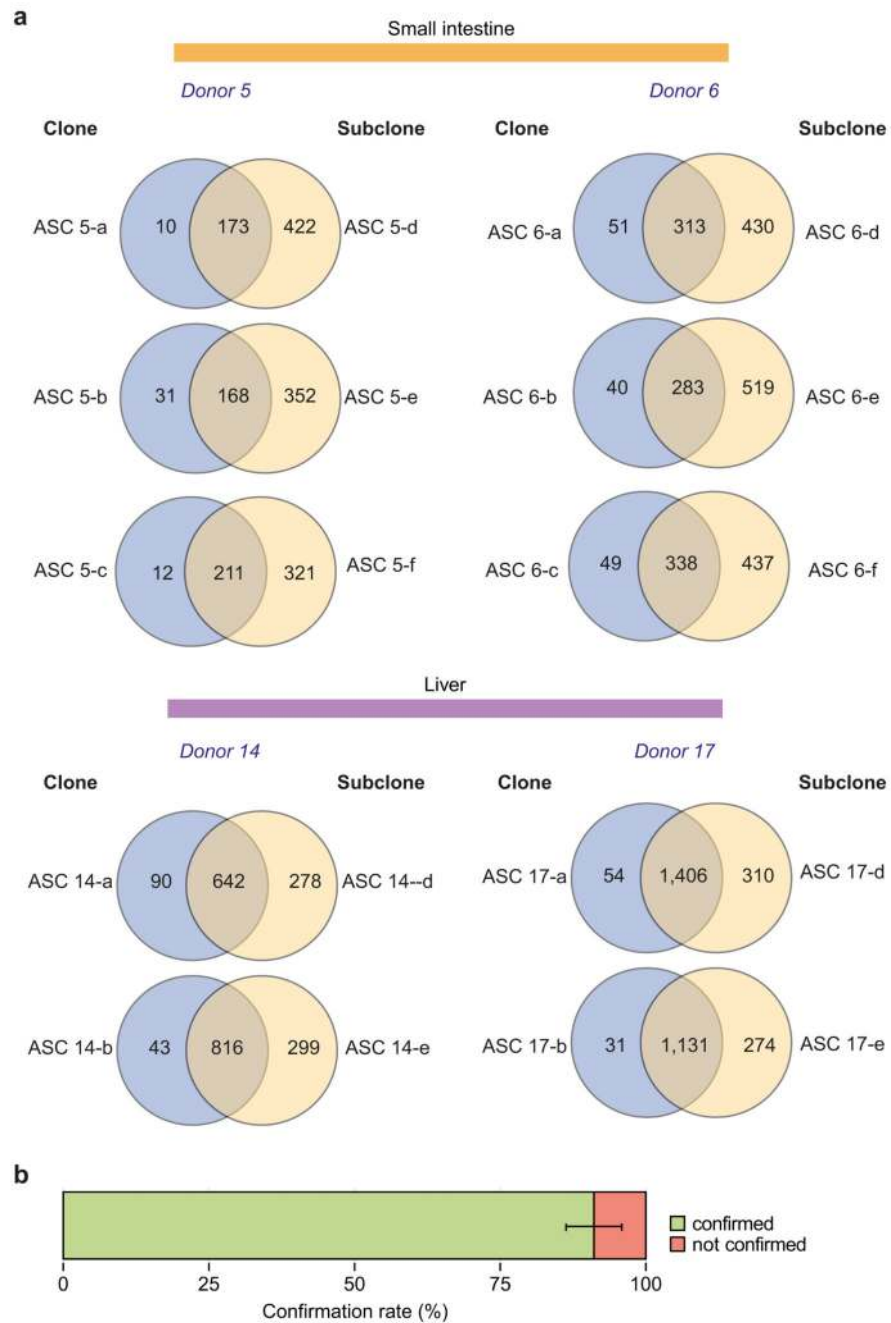 a
Small intestine
Donor 5 Donor 6
Clone Subclone Clone Subclone
ASC 5-a 10 173 422 ASC 5-d ASC 6-a 51 313 430 ASC 6-d
ASC 5-b 31 168 352 ASC 5-e ASC 6-b 40 283 519 ASC 6-e
ASC 5-c 12 211 321 ASC 5-f ASC 6-c 49 338 437 ASC 6-f
Liver
Donor 14 Donor 17
Clone Subclone Clone Subclone
ASC 14-a 90 642 278 ASC 14--d ASC 17-a 54 1,406 310 ASC 17-d
ASC 14-b 43 816 299 ASC 14-e ASC 17-b 31 1,131 274 ASC 17-e
b
confirmed
not confirmed
0 25 50 75 100
Confirmation rate (%)